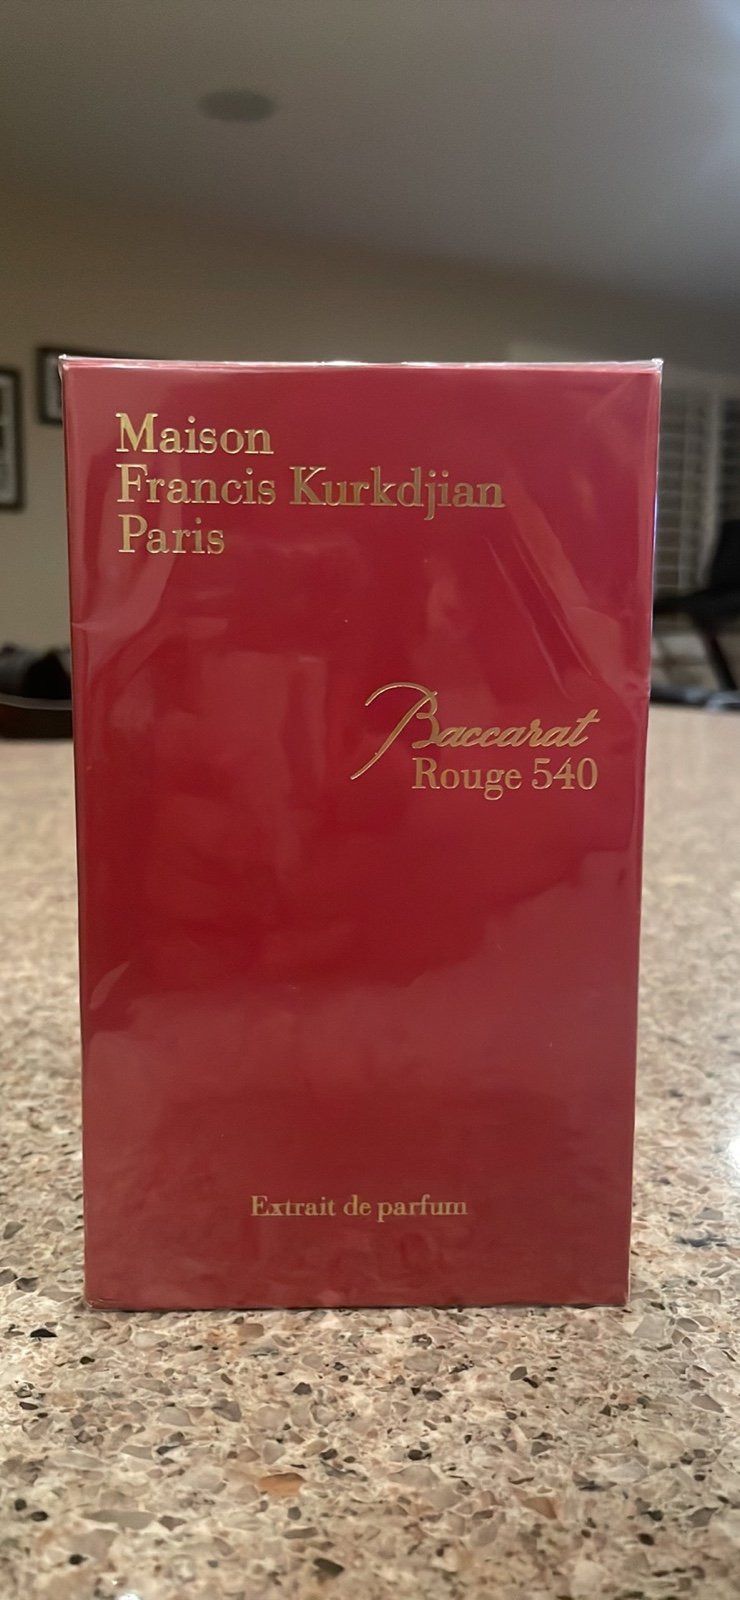 Maison
Francis Kurkdjian
Paris
Baccarat
Rouge 540
Extrait de parfum